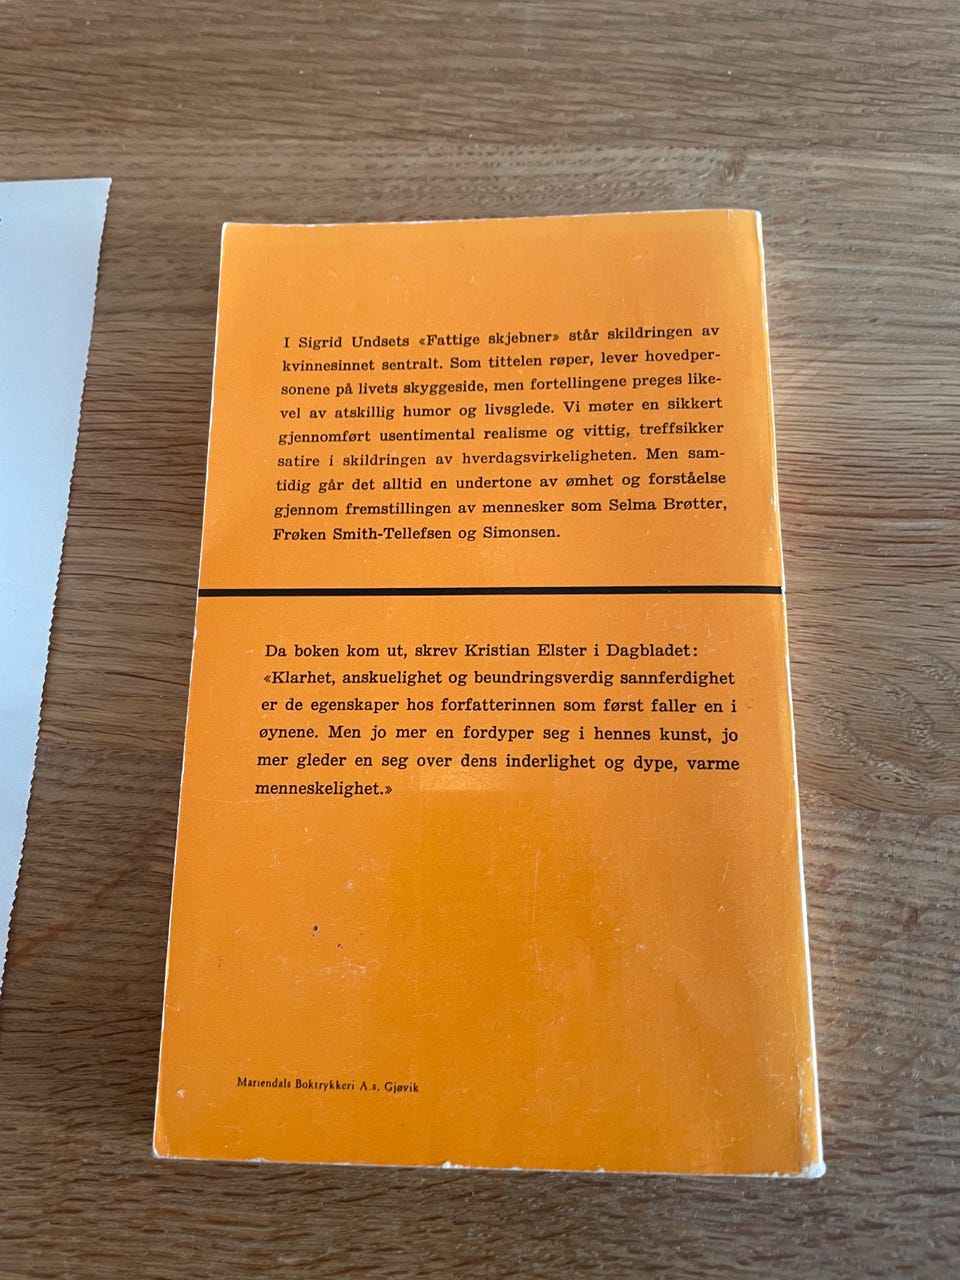 I Sigrid Undsets «Fattige skjebner» står skildringen av
kvinnesinnet sentralt. Som tittelen røper, lever hovedper-
sonene på livets skyggeside, men fortellingene preges like-
vel av atskillig humor og livsglede. Vi møter en sikkert
gjennomført usentimental realisme og vittig, treffsikker
satire i skildringen av hverdagsvirkeligheten. Men sam-
tidig går det alltid en undertone av ømhet og forståelse
gjennom fremstillingen av mennesker som Selma Brøtter,
Frøken Smith-Tellefsen og Simonsen.
Da boken kom ut, skrev Kristian Elster i Dagbladet:
«Klarhet, anskuelighet og beundringsverdig sannferdighet
er de egenskaper hos forfatterinnen som først faller en i
øynene. Men jo mer en fordyper seg i hennes kunst, jo
mer gleder en seg over dens inderlighet og dype, varme
menneskelighet.»
Mariendals Boktrykkeri A.s. Gjøvik